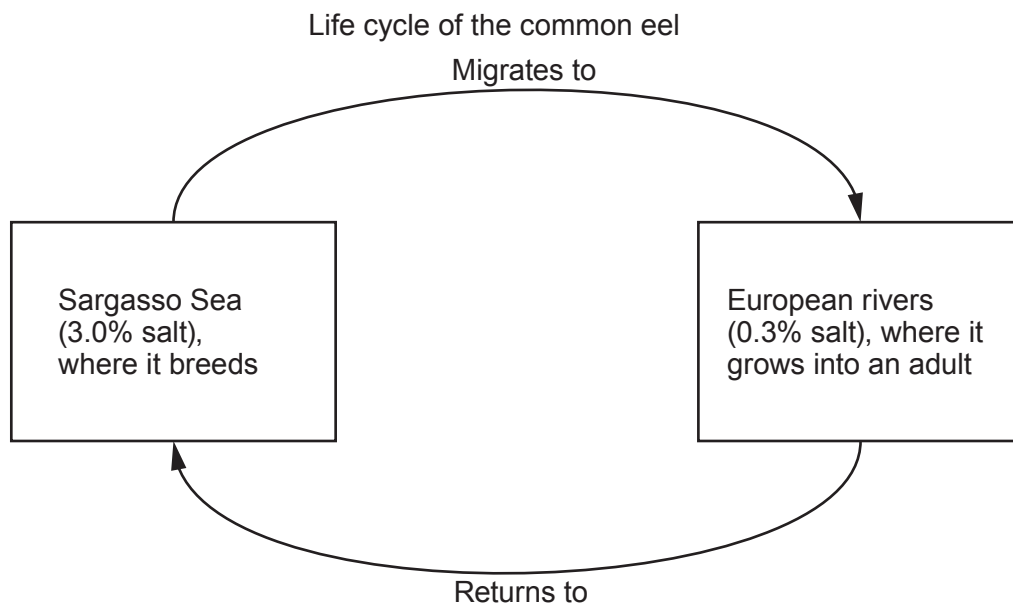 Life cycle of the common eel
Migrates to
Sargasso Sea
(3.0% salt),
where it breeds
European rivers
(0.3% salt), where it
grows into an adult
Returns to